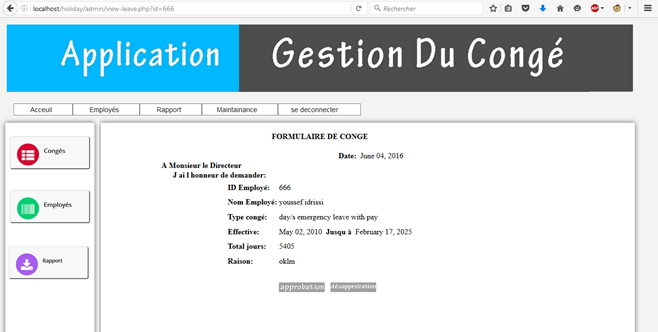 localhost/holiday/admin/view-leave.php?id=666
Rechercher
Application Gestion Du Congé
Acceuil Employés Rapport Maintainance se deconnecter
Congés
Employés
Rapport
FORMULAIRE DE CONGE
Date: June 04, 2016
A Monsieur le Directeur
J ai l honneur de demander:
ID Employé: 666
Nom Employé: youssef idrissi
Type congé: day/s emergency leave with pay
Effective: May 02, 2010 Jusqu à February 17, 2025
Total jours: 5405
Raison: oklm
approbation désapprobation